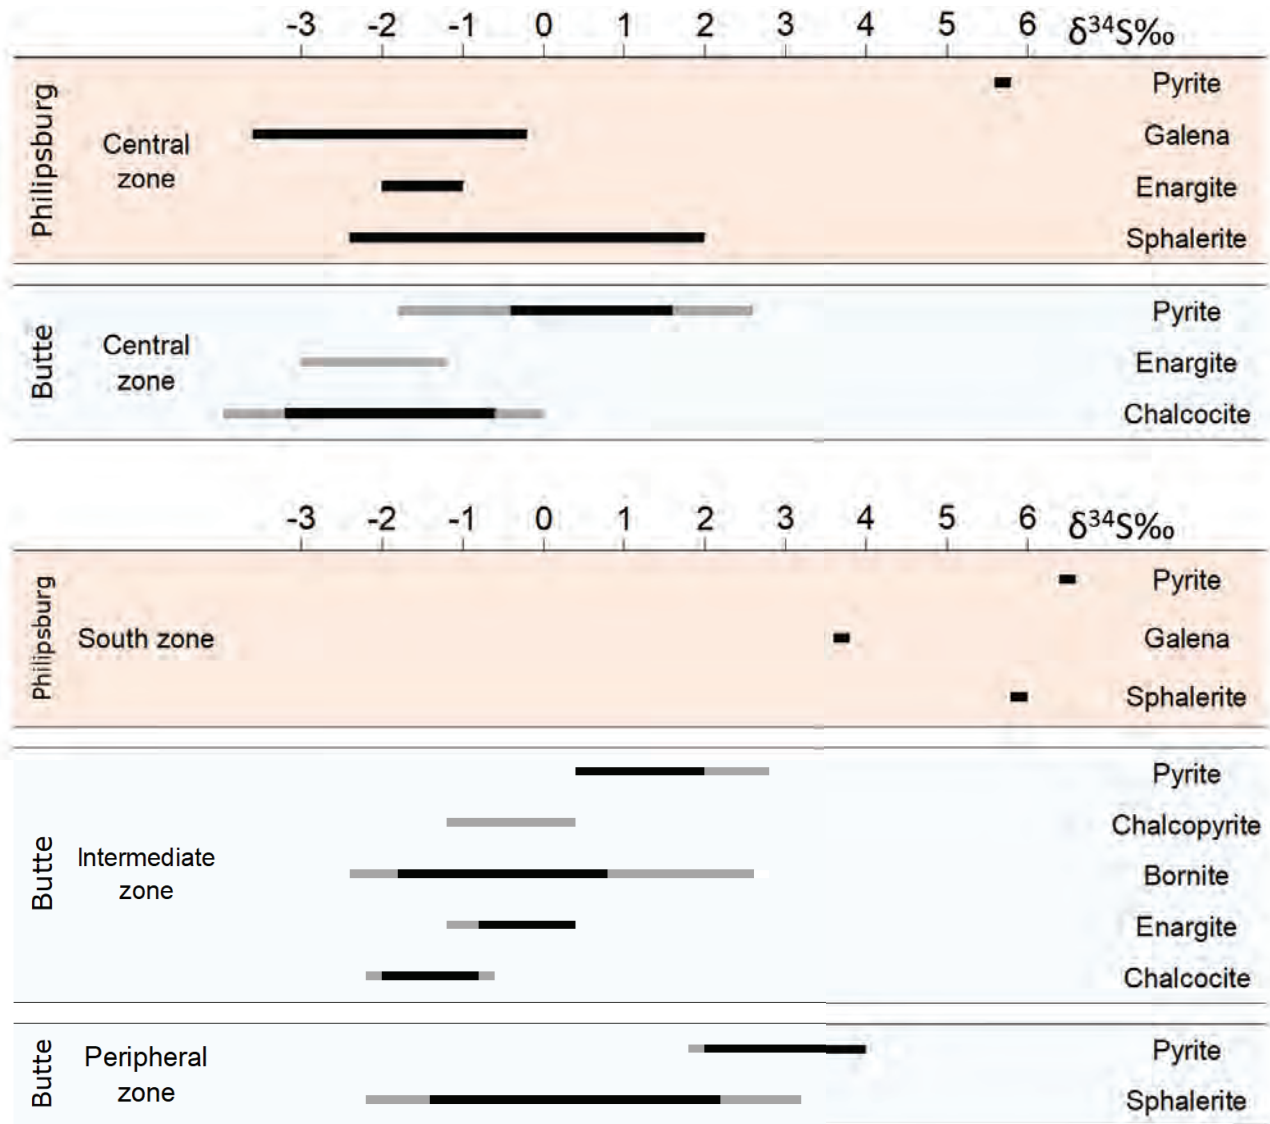 -3 -2 -1 0 1 2 3 4 5 6 δ³⁴S‰
Philipsburg
Central
zone
Pyrite
Galena
Enargite
Sphalerite
Butte
Central
zone
Pyrite
Enargite
Chalcocite
-3 -2 -1 0 1 2 3 4 5 6 δ³⁴S‰
Philipsburg
South zone
Pyrite
Galena
Sphalerite
Butte
Intermediate
zone
Pyrite
Chalcopyrite
Bornite
Enargite
Chalcocite
Butte
Peripheral
zone
Pyrite
Sphalerite